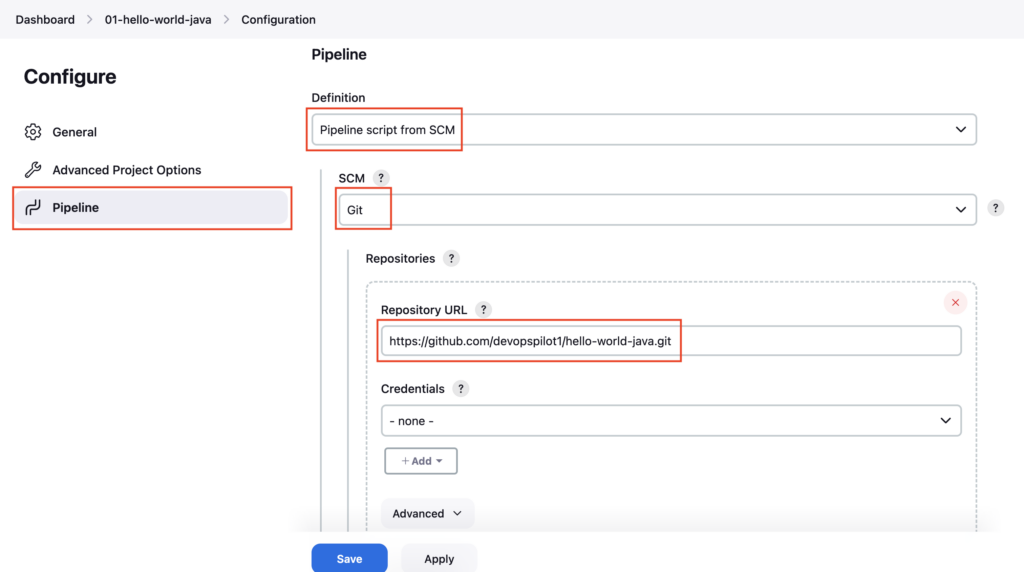 Dashboard > 01-hello-world-java > Configuration
Configure
General
Advanced Project Options
Pipeline
Pipeline
Definition
Pipeline script from SCM
SCM ?
Git
?
Repositories ?
Repository URL ?
https://github.com/devopspilot1/hello-world-java.git
Credentials ?
- none -
+ Add
Advanced
Save Apply